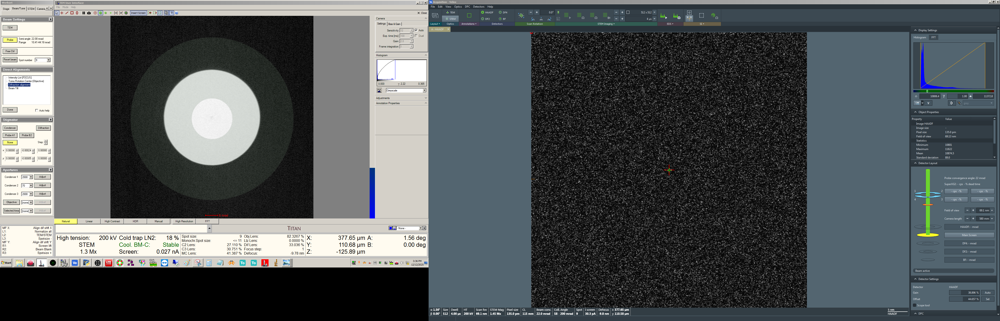 Workset
Stage Beam/Tune STEM Camera
Beam Settings
TEM
Probe Semi-angle 22.00 mrad
Range 10.41-44.18 mrad
Free Ctrl
Reset beam Spot number 9
Direct Alignments
Intensity List [FOCUS]
Tomo Rotation Center (Objective)
Diffraction alignment
Beam Tilt
Done Auto help
Stigmator
Condenser Diffraction
Probe A1 Probe B2
None Step:
x 0.00000 -0.00024 0.00000
y 0.00000 -0.00005 0.00000
Apertures
Condenser 1 2000 Adjust
Condenser 2 70 Adjust
Condenser 3 2000 Adjust
Objective [none] Adjust
Selected Area [none] Adjust
MF X: Align dif shft X
L1: Normalize all
L2: TEM/STEM
L3: Spotsize -
MF Y: Align dif shft Y
R1: Screen lift
R2: Beam Blank
R3: Spotsize +
TEM User Interface
File Mode Help
Insert Screen
Close
Camera
Settings Bias & Gain
Sensitivity: 12 Auto
Exp. time [ms]: 100 Dual
Gain: 2.8
Frame integration: 1
Histogram
0.000 γ: 2.22 0.365
Greyscale
Adjustments
Annotation Properties
6 mrad
Natural Linear High Contrast HDR Manual High Resolution FFT
TITAN
- None -
High tension: 200 kV Cold trap LN2: 18 %
STEM Cool. BM-C: Stable
1.3 Mx Screen: 0.027 nA
Spot size: 9 Obj Lens: 82.3267 %
Monochr.Spot size: <= 11 Ltz Lens: 0.0000 %
C2 Lens: 27.110 % Dif Lens: 33.036 %
C3 Lens: 30.751 % Focus step: 1
MC Lens: 41.387 % Defocus: -9.78 nm
X: 377.65 µm A: 1.56 deg
Y: 110.68 µm B: 0.00 deg
Z: -125.89 µm
Start
3:36 PM
12/12/2025
Ve Acquisition - Velox
File Edit View Optics DPC Detectors Help
TEM HAADF DF4 0.0° 512 x 512
STEM DF2 BF 4 µs
Layout Optics Annotations Detectors Scan Rotation STEM Imaging EDS SI
A : HAADF
α 1.56° Size Dwell HT Scan fov STEM Mag Pixel size CL Beam conv. Coll. Angle Spot I screen Defocus x 377.65 µm
β 0.00° 512 4.00 µs 200 kV 69.1 nm 1.45 Mx 135.0 pm 115 mm 22.0 mrad 58 - 200 mrad 9 30.3 pA -9.8 nm y 110.58 µm
5 nm
HAADF
Display Settings
Histogram FFT
10806.4 γ 1.00 11372.8
V grey
Object Properties
Property Value
Image HAADF
Image size -
Pixel size 135.0 pm
Field of view 69.13 nm
Statistics
Minimum 10801
Maximum 11822
Mean 10874.5
Standard deviation 89.0
Detector Layout
Probe convergence angle: 22 mrad
SuperXG2: - cps -% dead time
1 2 - cps -% - cps -%
4 3 - cps -% - cps -%
Field of view 69.1 nm
Camera length 580 mm
HAADF: - mrad
Main Screen
DF4: - mrad
DF2: - mrad
BF: - mrad
Beam active
Detector Settings
Detector HAADF
Gain 38.896 % Auto
Offset 44.657 % Set
Scope tool
DPC